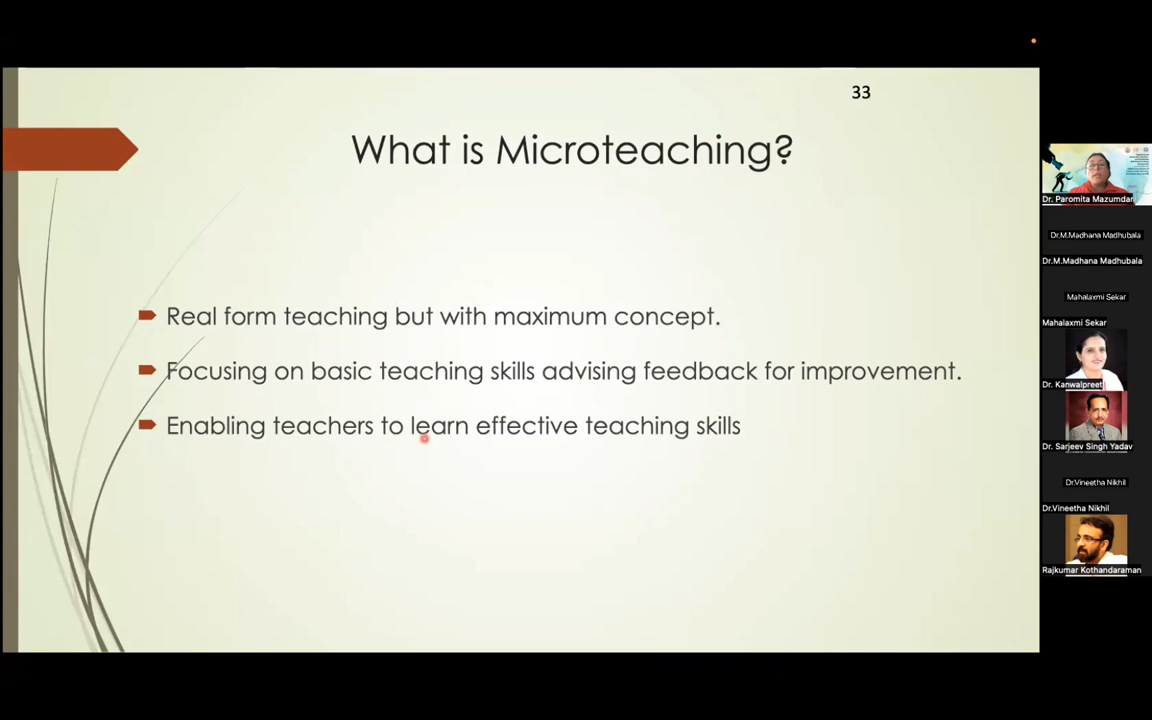 33
What is Microteaching?
Real form teaching but with maximum concept.
Focusing on basic teaching skills advising feedback for improvement.
Enabling teachers to learn effective teaching skills
Dr. Paromita Mazumdar
Dr.M.Madhana Madhubala
Dr.M.Madhana Madhubala
Mahalaxmi Sekar
Mahalaxmi Sekar
Dr. Kanwalpreet
Dr. Sarjeev Singh Yadav
Dr.Vineetha Nikhil
Dr.Vineetha Nikhil
Rajkumar Kothandaraman